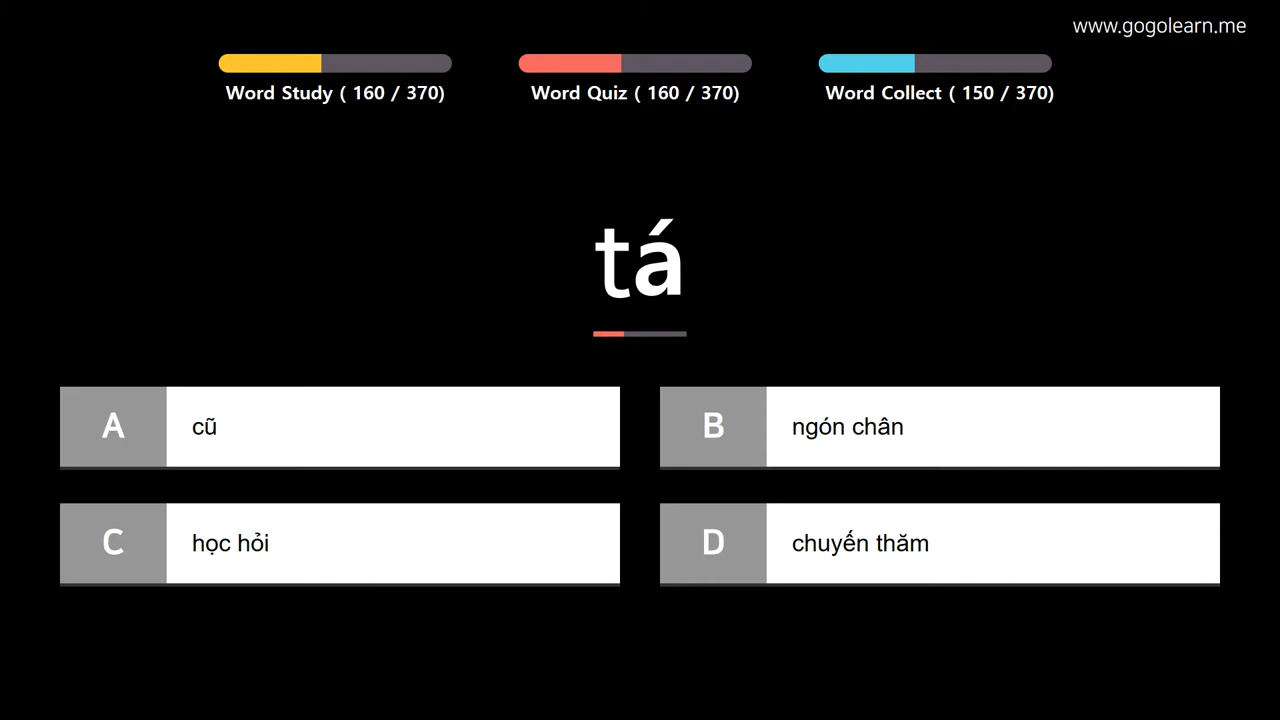 www.gogolearn.me
Word Study ( 160 / 370) Word Quiz ( 160 / 370) Word Collect ( 150 / 370)
tá
A cũ
B ngón chân
C học hỏi
D chuyến thăm